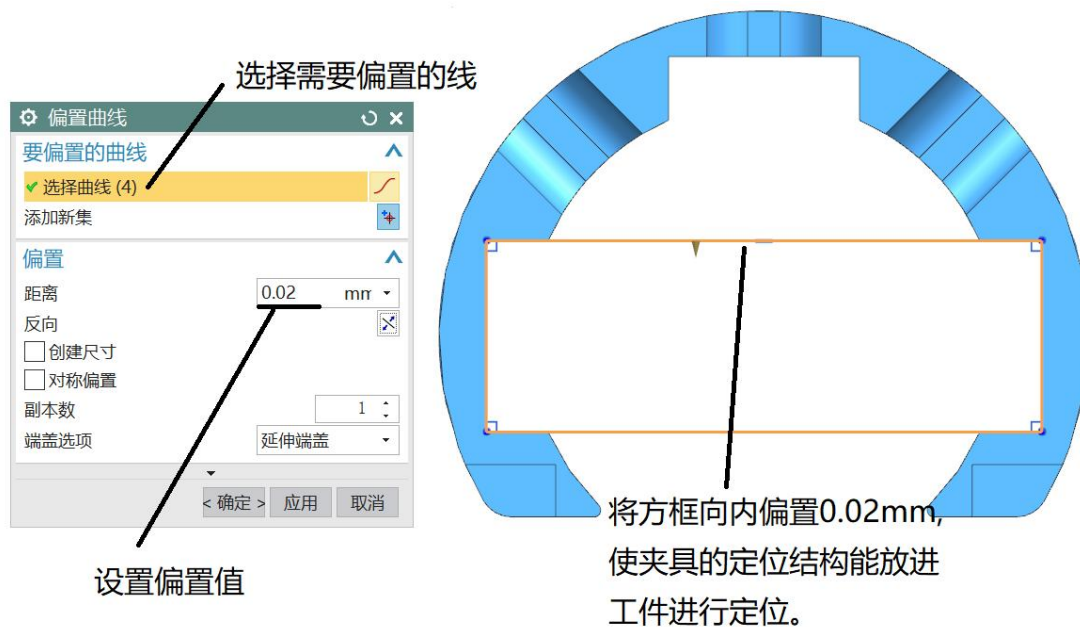 选择需要偏置的线
偏置曲线
要偏置的曲线
选择曲线 (4)
添加新集
偏置
距离
0.02 mm
反向
创建尺寸
对称偏置
副本数
1
端盖选项
延伸端盖
< 确定 >
应用
取消
设置偏置值
将方框向内偏置0.02mm,
使夹具的定位结构能放进
工件进行定位。